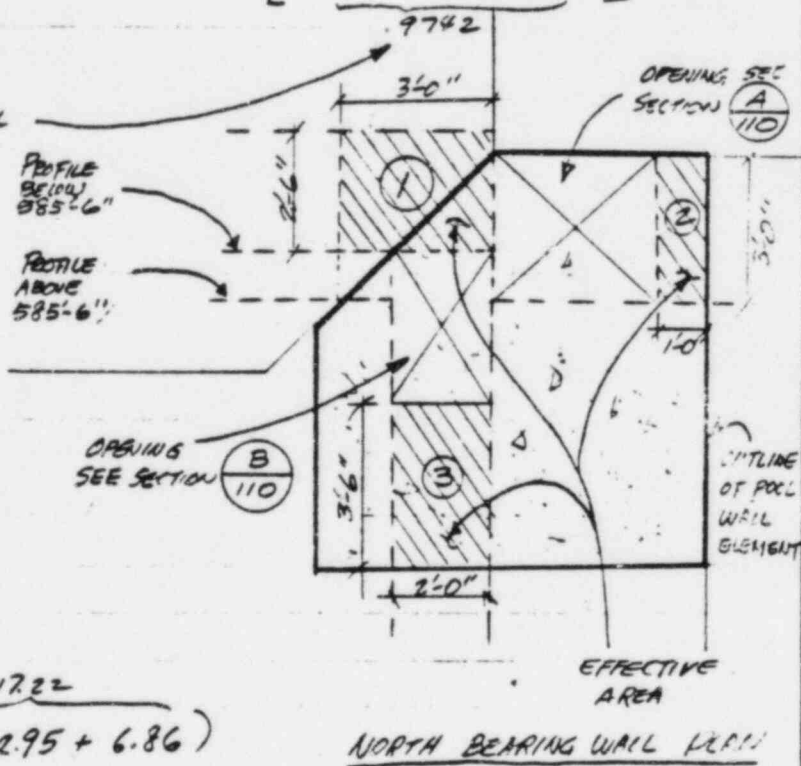 9742
3'-0"
OPENING SEE
SECTION A
110
PROFILE
BELOW
585'-6"
2'-6"
1
2
3'-0"
PROFILE
ABOVE
585'-6"
1'-0"
OPENING
SEE SECTION B
110
3'-6"
3
OUTLINE
OF POOL
WALL
ELEMENT
2'-0"
EFFECTIVE
AREA
17.22
2.95 + 6.86)
NORTH BEARING WALL PLAN